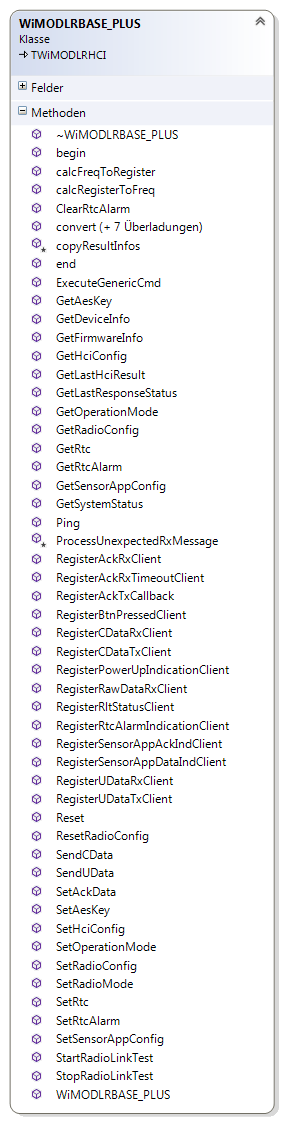 WiMODLRBASE_PLUS
Klasse
TWiMODLRHCI
Felder
Methoden
~WiMODLRBASE_PLUS
begin
calcFreqToRegister
calcRegisterToFreq
ClearRtcAlarm
convert (+ 7 Überladungen)
copyResultInfos
end
ExecuteGenericCmd
GetAesKey
GetDeviceInfo
GetFirmwareInfo
GetHciConfig
GetLastHciResult
GetLastResponseStatus
GetOperationMode
GetRadioConfig
GetRtc
GetRtcAlarm
GetSensorAppConfig
GetSystemStatus
Ping
ProcessUnexpectedRxMessage
RegisterAckRxClient
RegisterAckRxTimeoutClient
RegisterAckTxCallback
RegisterBtnPressedClient
RegisterCDataRxClient
RegisterCDataTxClient
RegisterPowerUpIndicationClient
RegisterRawDataRxClient
RegisterRltStatusClient
RegisterRtcAlarmIndicationClient
RegisterSensorAppAckIndClient
RegisterSensorAppDataIndClient
RegisterUDataRxClient
RegisterUDataTxClient
Reset
ResetRadioConfig
SendCData
SendUData
SetAckData
SetAesKey
SetHciConfig
SetOperationMode
SetRadioConfig
SetRadioMode
SetRtc
SetRtcAlarm
SetSensorAppConfig
StartRadioLinkTest
StopRadioLinkTest
WiMODLRBASE_PLUS